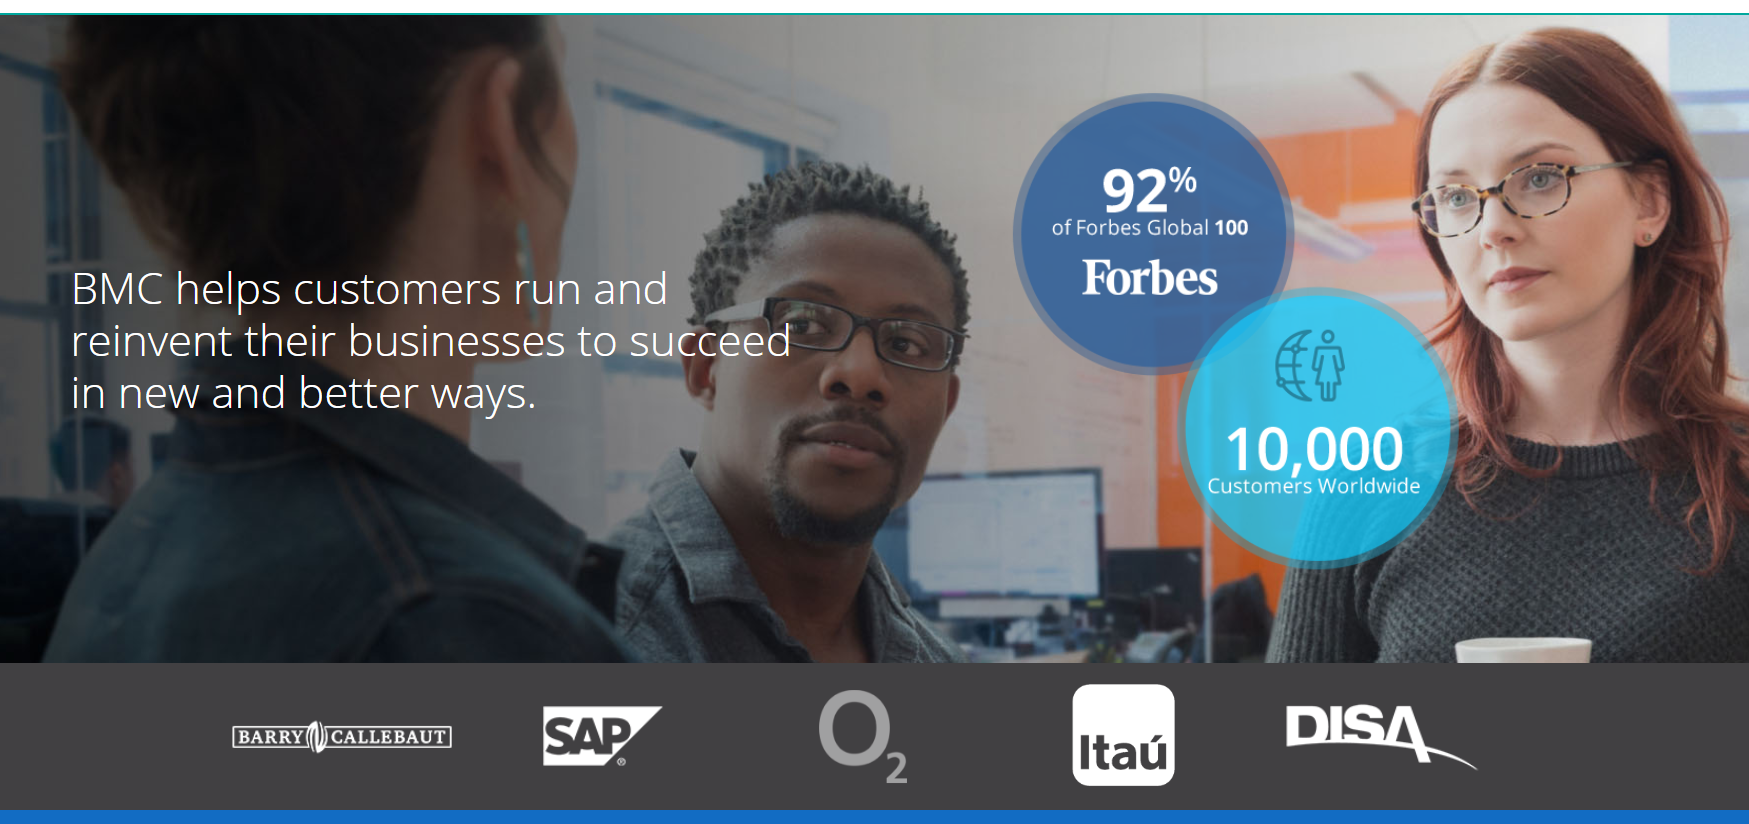 BMC helps customers run and
reinvent their businesses to succeed
in new and better ways.
92%
of Forbes Global 100
Forbes
10,000
Customers Worldwide
BARRY CALLEBAUT
SAP®
O2
Itaú
DISA